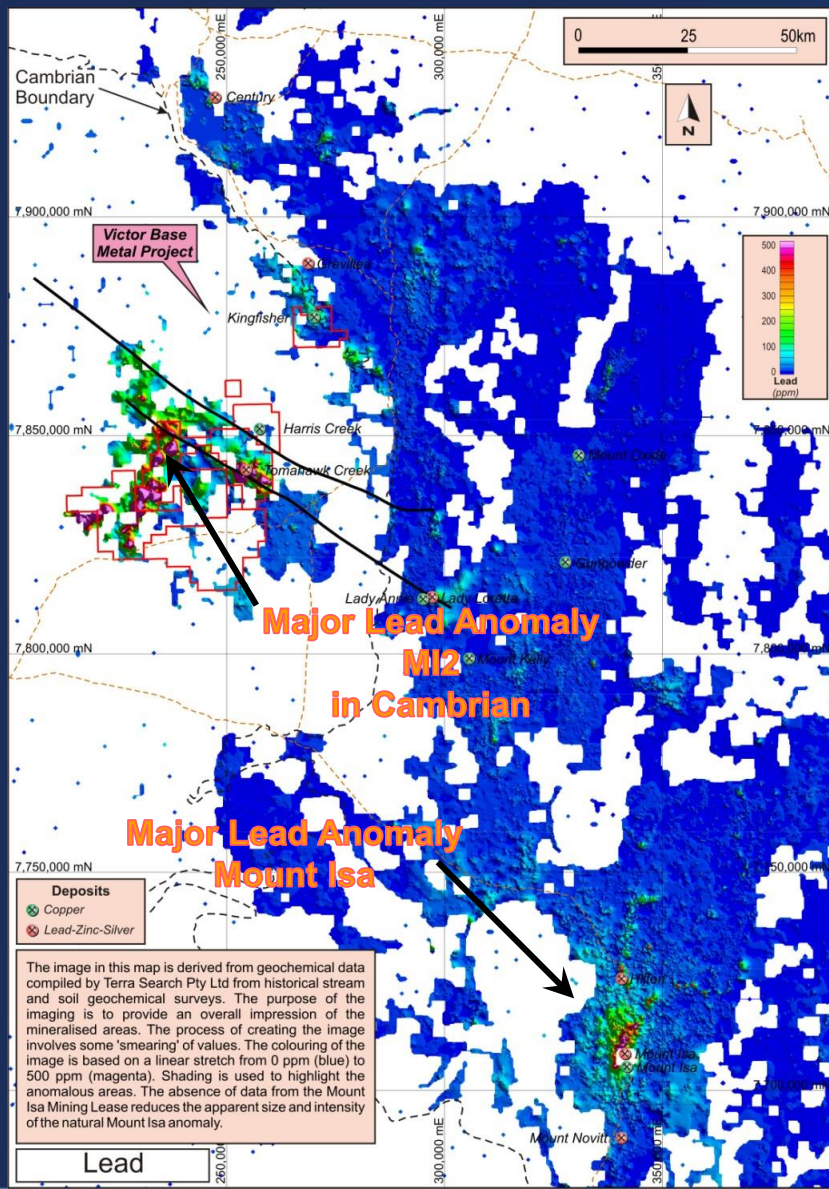 250,000 mE
300,000 mE
35
0 25 50km
Cambrian
Boundary
Century
N
7,900,000 mN
7,900,000 mN
Victor Base
Metal Project
Grevillea
Kingfisher
500
400
300
200
100
0
Lead
(ppm)
Harris Creek
7,850,000 mN
Tomahawk Creek
Mount Oxide
Gunpowder
Lady Annie
Lady Loretta
Major Lead Anomaly
MI2
in Cambrian
7,800,000 mN
Mount Kelly
Major Lead Anomaly
Mount Isa
7,750,000 mN
Deposits
Copper
Lead-Zinc-Silver
Hilton
The image in this map is derived from geochemical data
compiled by Terra Search Pty Ltd from historical stream
and soil geochemical surveys. The purpose of the
imaging is to provide an overall impression of the
mineralised areas. The process of creating the image
involves some 'smearing' of values. The colouring of the
image is based on a linear stretch from 0 ppm (blue) to
500 ppm (magenta). Shading is used to highlight the
anomalous areas. The absence of data from the Mount
Isa Mining Lease reduces the apparent size and intensity
of the natural Mount Isa anomaly.
Mount Isa
Mount Isa
7,700,000 mN
Mount Novitt
Lead
300,000 mE
350,000 mE